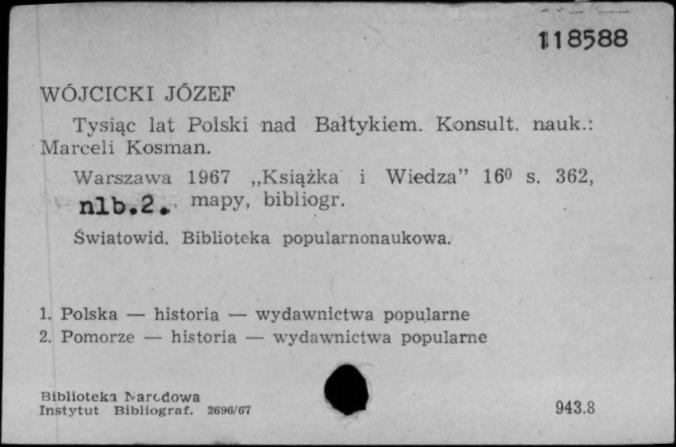 118588
WÓJCICKI JÓZEF
Tysiąc lat Polski nad Bałtykiem. Konsult. nauk.:
Marceli Kosman.
Warszawa 1967 „Książka i Wiedza” 16⁰ s. 362,
nlb.2. mapy, bibliogr.
Światowid. Biblioteka popularnonaukowa.
1. Polska — historia — wydawnictwa popularne
2. Pomorze — historia — wydawnictwa popularne
Biblioteka Narodowa
Instytut Bibliograf. 2696/67
943.8